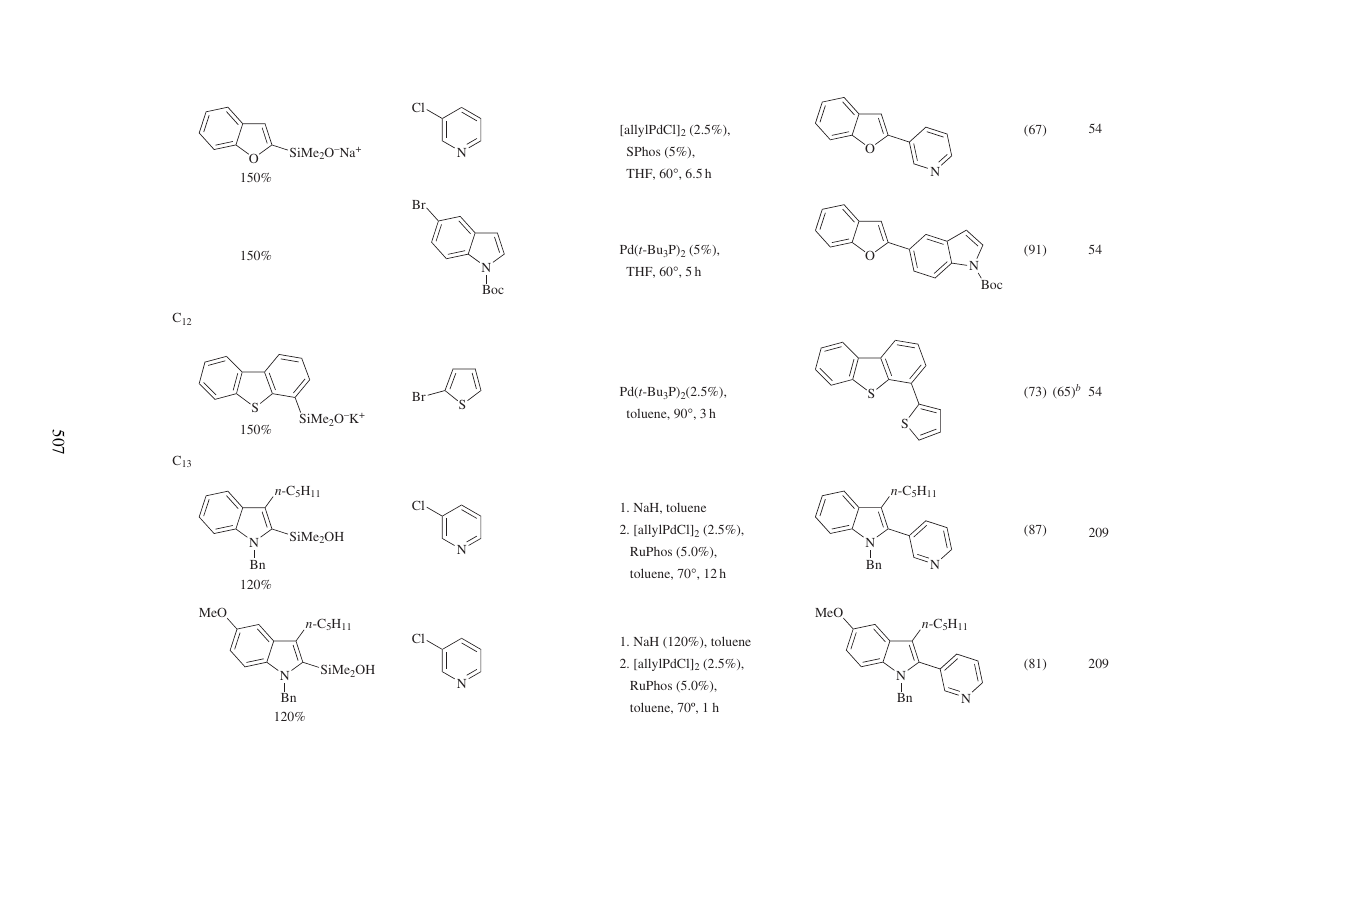 Cl
SiMe2O–Na+
O
150%
N
[allylPdCl]2 (2.5%),
SPhos (5%),
THF, 60°, 6.5 h
O
N
(67)
54
150%
Br
N
Boc
Pd(t-Bu3P)2 (5%),
THF, 60°, 5 h
O
N
Boc
(91)
54
C12
S
SiMe2O–K+
150%
Br
S
Pd(t-Bu3P)2(2.5%),
toluene, 90°, 3 h
S
S
(73) (65)b
54
507
C13
n-C5H11
SiMe2OH
N
Bn
120%
Cl
N
1. NaH, toluene
2. [allylPdCl]2 (2.5%),
RuPhos (5.0%),
toluene, 70°, 12 h
n-C5H11
N
Bn
N
(87)
209
MeO
n-C5H11
SiMe2OH
N
Bn
120%
Cl
N
1. NaH (120%), toluene
2. [allylPdCl]2 (2.5%),
RuPhos (5.0%),
toluene, 70º, 1 h
MeO
n-C5H11
N
Bn
N
(81)
209